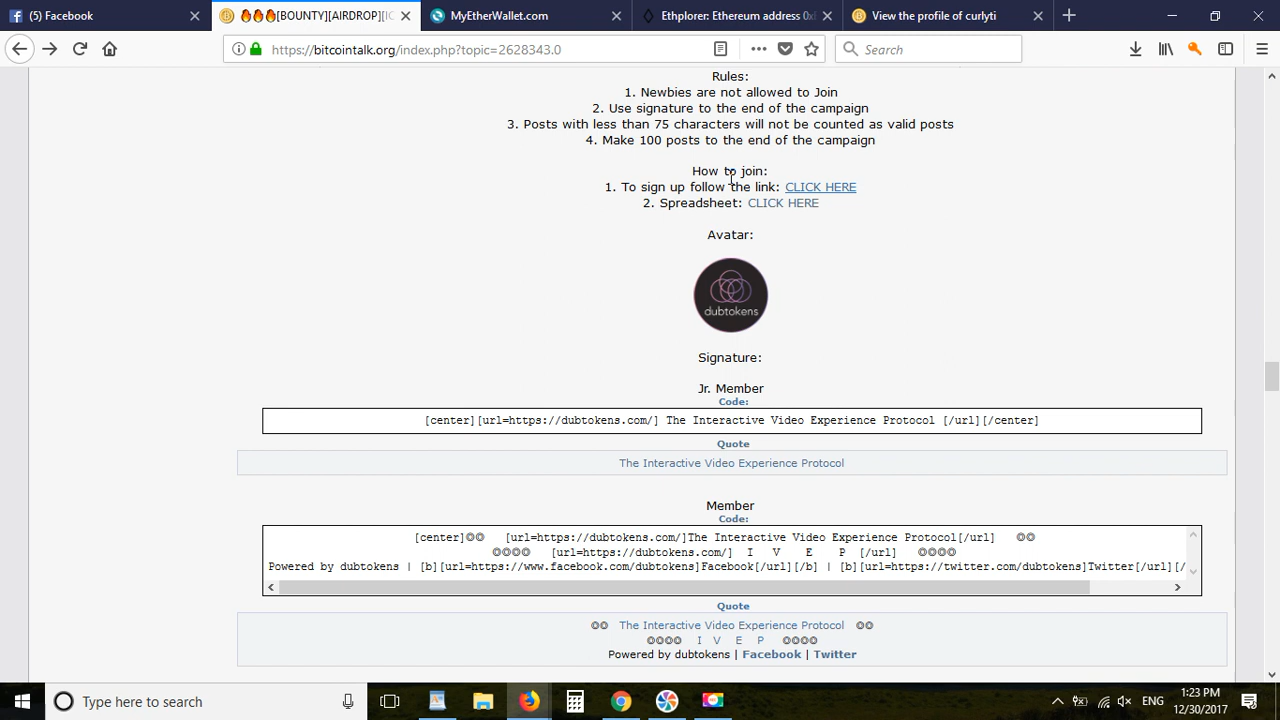 (5) Facebook
🔥🔥🔥[BOUNTY][AIRDROP][IC
MyEtherWallet.com
Ethplorer: Ethereum address 0x
View the profile of curlyti
https://bitcointalk.org/index.php?topic=2628343.0
Search
Rules:
1. Newbies are not allowed to Join
2. Use signature to the end of the campaign
3. Posts with less than 75 characters will not be counted as valid posts
4. Make 100 posts to the end of the campaign
How to join:
1. To sign up follow the link: CLICK HERE
2. Spreadsheet: CLICK HERE
Avatar:
dubtokens
Signature:
Jr. Member
Code:
[center][url=https://dubtokens.com/] The Interactive Video Experience Protocol [/url][/center]
Quote
The Interactive Video Experience Protocol
Member
Code:
[center]◎◎ [url=https://dubtokens.com/]The Interactive Video Experience Protocol[/url] ◎◎
◎◎◎◎ [url=https://dubtokens.com/] I V E P [/url] ◎◎◎◎
Powered by dubtokens | [b][url=https://www.facebook.com/dubtokens]Facebook[/url][/b] | [b][url=https://twitter.com/dubtokens]Twitter[/url][/
Quote
◎◎ The Interactive Video Experience Protocol ◎◎
◎◎◎◎ I V E P ◎◎◎◎
Powered by dubtokens | Facebook | Twitter
Type here to search
ENG
1:23 PM
12/30/2017